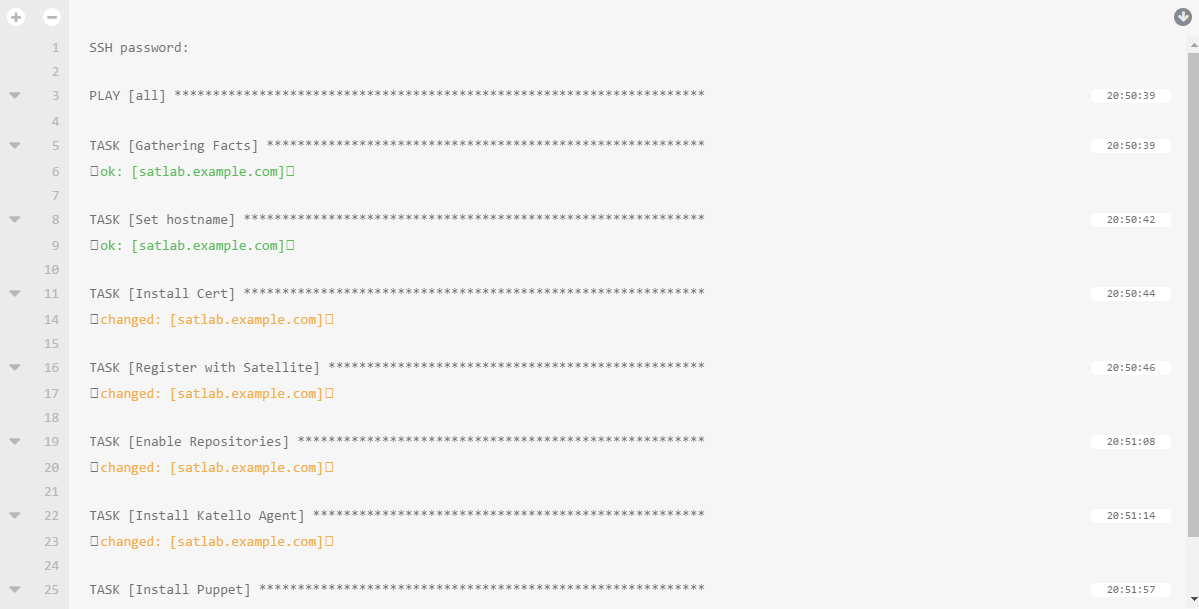 1 SSH password:
2
3 PLAY [all] ********************************************************************* 20:50:39
4
5 TASK [Gathering Facts] ********************************************************* 20:50:39
6 ok: [satlab.example.com]
7
8 TASK [Set hostname] ************************************************************ 20:50:42
9 ok: [satlab.example.com]
10
11 TASK [Install Cert] ************************************************************ 20:50:44
14 changed: [satlab.example.com]
15
16 TASK [Register with Satellite] ************************************************* 20:50:46
17 changed: [satlab.example.com]
18
19 TASK [Enable Repositories] ***************************************************** 20:51:08
20 changed: [satlab.example.com]
21
22 TASK [Install Katello Agent] *************************************************** 20:51:14
23 changed: [satlab.example.com]
24
25 TASK [Install Puppet] ********************************************************** 20:51:57